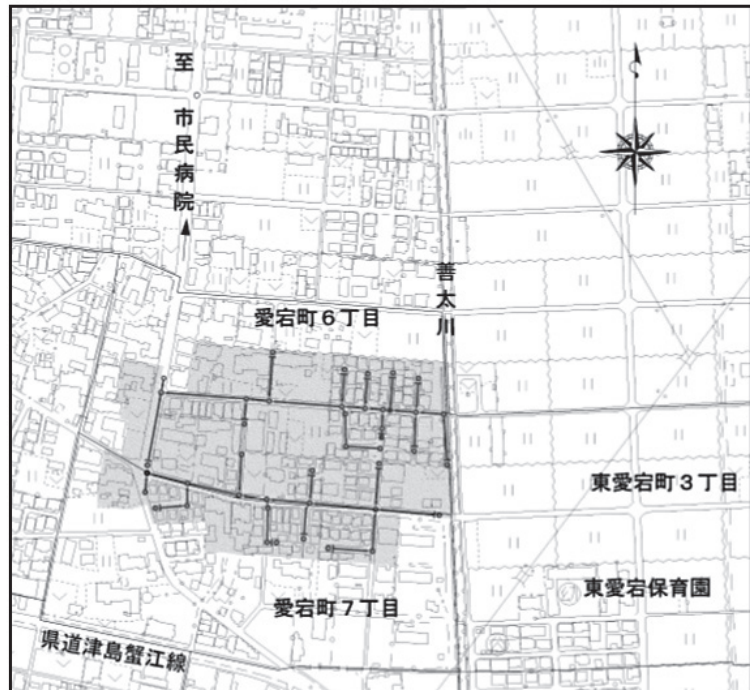 至
市民病院
善太川
愛宕町6丁目
東愛宕町3丁目
東愛宕保育園
愛宕町7丁目
県道津島蟹江線